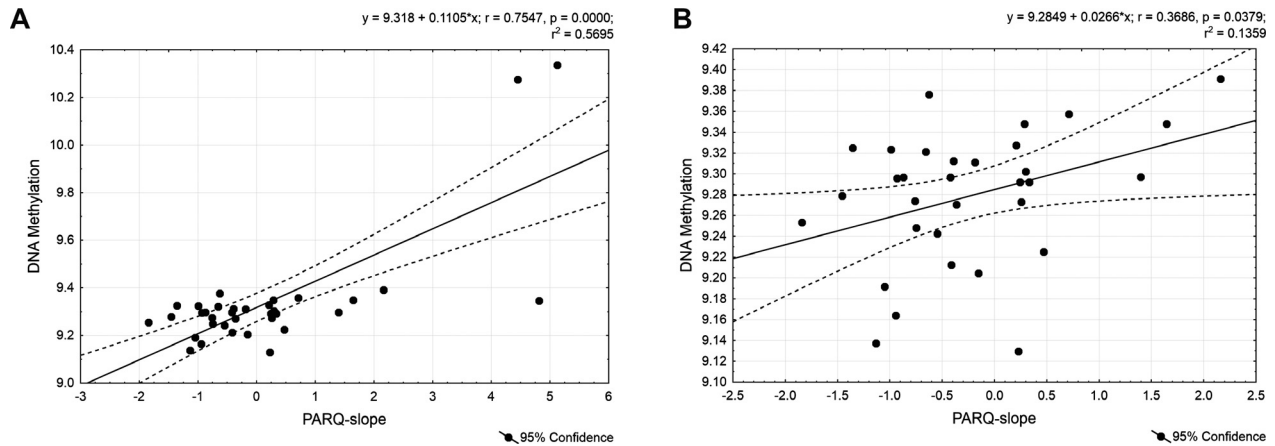 A
y = 9.318 + 0.1105*x; r = 0.7547, p = 0.0000;
r² = 0.5695
10.4
10.2
10.0
9.8
9.6
9.4
9.2
9.0
DNA Methylation
-3 -2 -1 0 1 2 3 4 5 6
PARQ-slope
95% Confidence
B
y = 9.2849 + 0.0266*x; r = 0.3686, p = 0.0379;
r² = 0.1359
9.42
9.40
9.38
9.36
9.34
9.32
9.30
9.28
9.26
9.24
9.22
9.20
9.18
9.16
9.14
9.12
9.10
DNA Methylation
-2.5 -2.0 -1.5 -1.0 -0.5 0.0 0.5 1.0 1.5 2.0 2.5
PARQ-slope
95% Confidence